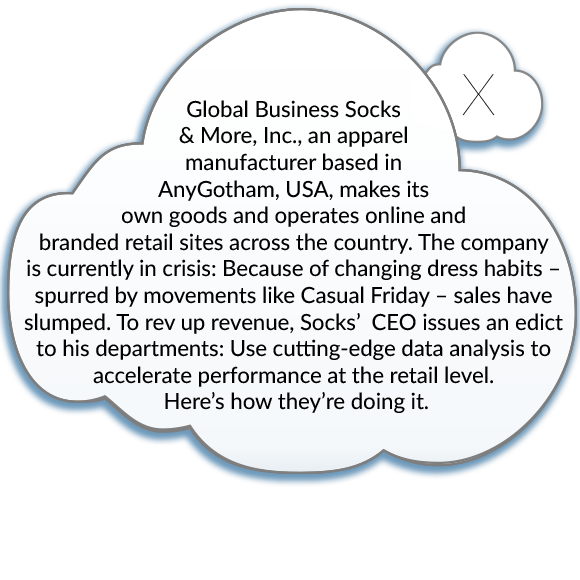 Global Business Socks
& More, Inc., an apparel
manufacturer based in
AnyGotham, USA, makes its
own goods and operates online and
branded retail sites across the country. The company
is currently in crisis: Because of changing dress habits –
spurred by movements like Casual Friday – sales have
slumped. To rev up revenue, Socks’ CEO issues an edict
to his departments: Use cutting-edge data analysis to
accelerate performance at the retail level.
Here’s how they’re doing it.